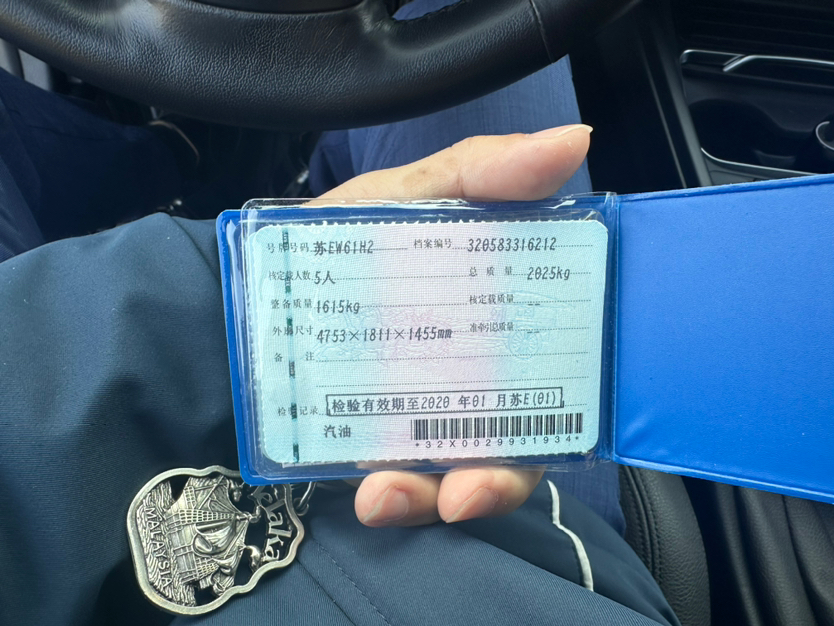 号牌号码 苏EW61H2 档案编号 320583316212
核定载人数 5人 总质量 2025kg
整备质量 1615kg 核定载质量 --
外廓尺寸 4753×1811×1455mm 准牵引总质量 --
备注
检验记录 检验有效期至2020年01月苏E(01)
汽油
*32X0029931934*
Melaka
MALAYSIA